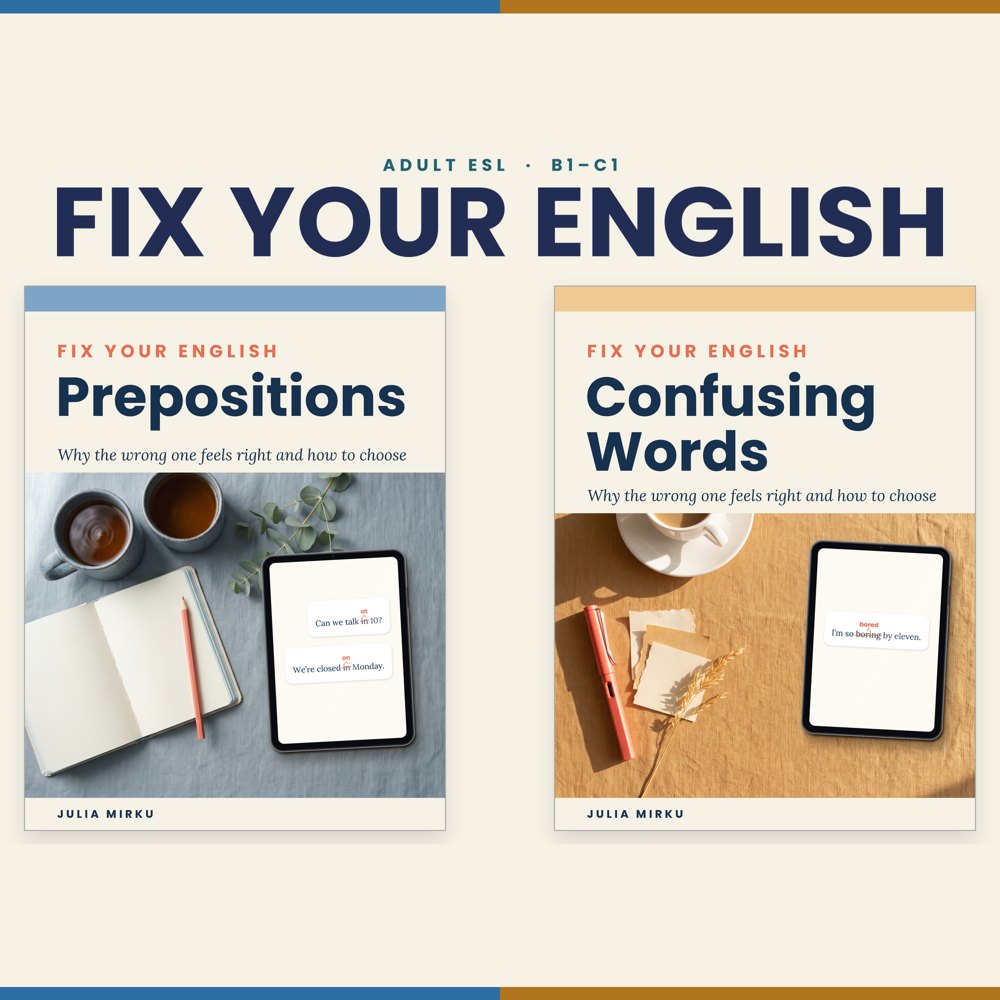 ADULT ESL · B1–C1
FIX YOUR ENGLISH
FIX YOUR ENGLISH
Prepositions
Why the wrong one feels right and how to choose
at
Can we talk in 10?
on
We're closed in Monday.
JULIA MIRKU
FIX YOUR ENGLISH
Confusing
Words
Why the wrong one feels right and how to choose
bored
I'm so boring by eleven.
JULIA MIRKU